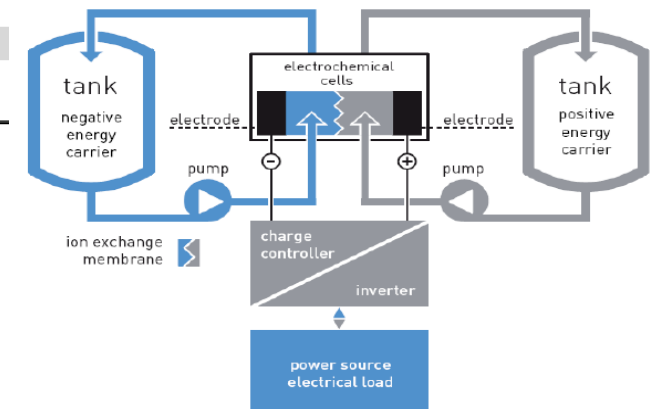 electrochemical
cells
tank
negative
energy
carrier
electrode
electrode
tank
positive
energy
carrier
pump
−
+
pump
ion exchange
membrane
charge
controller
inverter
power source
electrical load